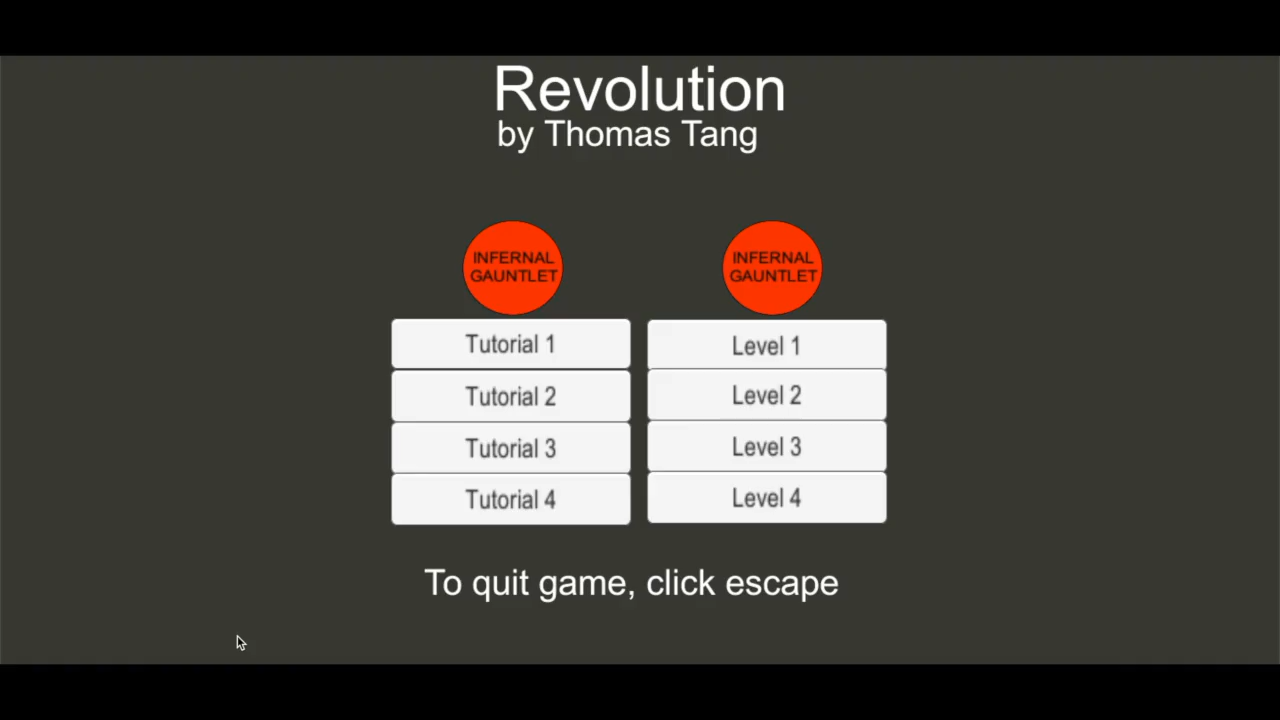 Revolution
by Thomas Tang
INFERNAL
GAUNTLET
INFERNAL
GAUNTLET
Tutorial 1
Level 1
Tutorial 2
Level 2
Tutorial 3
Level 3
Tutorial 4
Level 4
To quit game, click escape